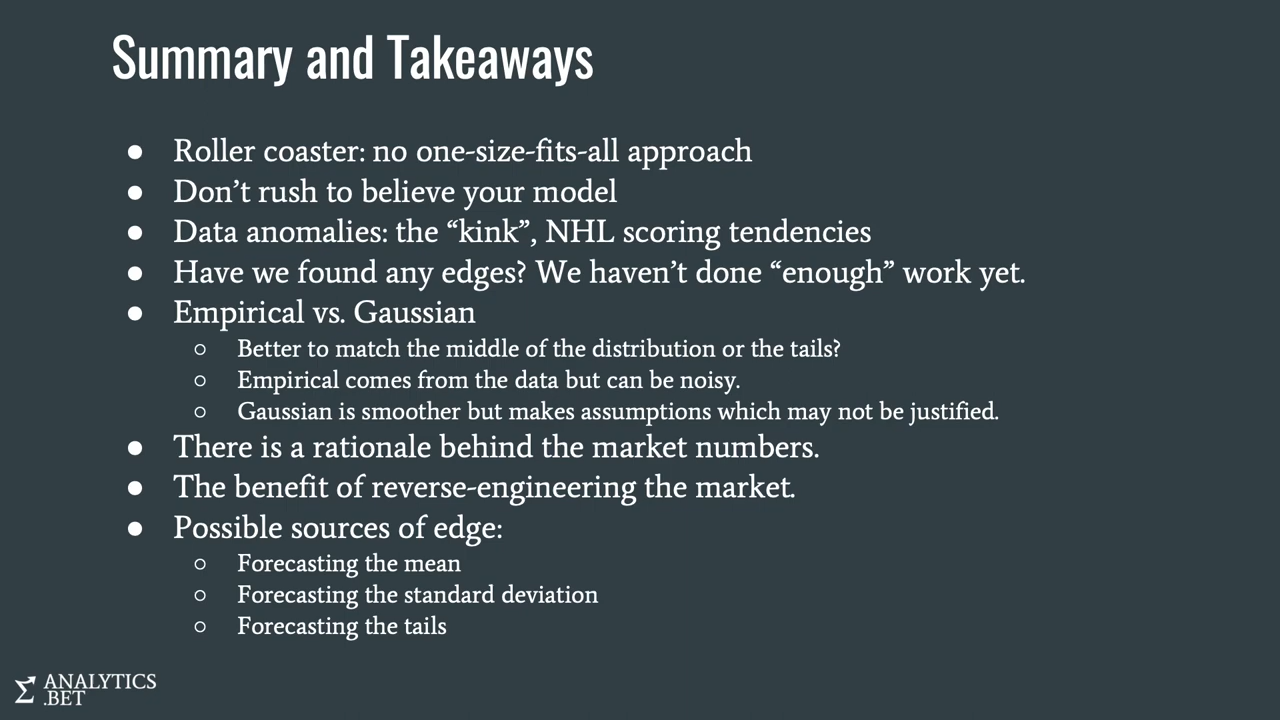 Summary and Takeaways
● Roller coaster: no one-size-fits-all approach
● Don’t rush to believe your model
● Data anomalies: the “kink”, NHL scoring tendencies
● Have we found any edges? We haven’t done “enough” work yet.
● Empirical vs. Gaussian
○ Better to match the middle of the distribution or the tails?
○ Empirical comes from the data but can be noisy.
○ Gaussian is smoother but makes assumptions which may not be justified.
● There is a rationale behind the market numbers.
● The benefit of reverse-engineering the market.
● Possible sources of edge:
○ Forecasting the mean
○ Forecasting the standard deviation
○ Forecasting the tails
Σ ANALYTICS
.BET